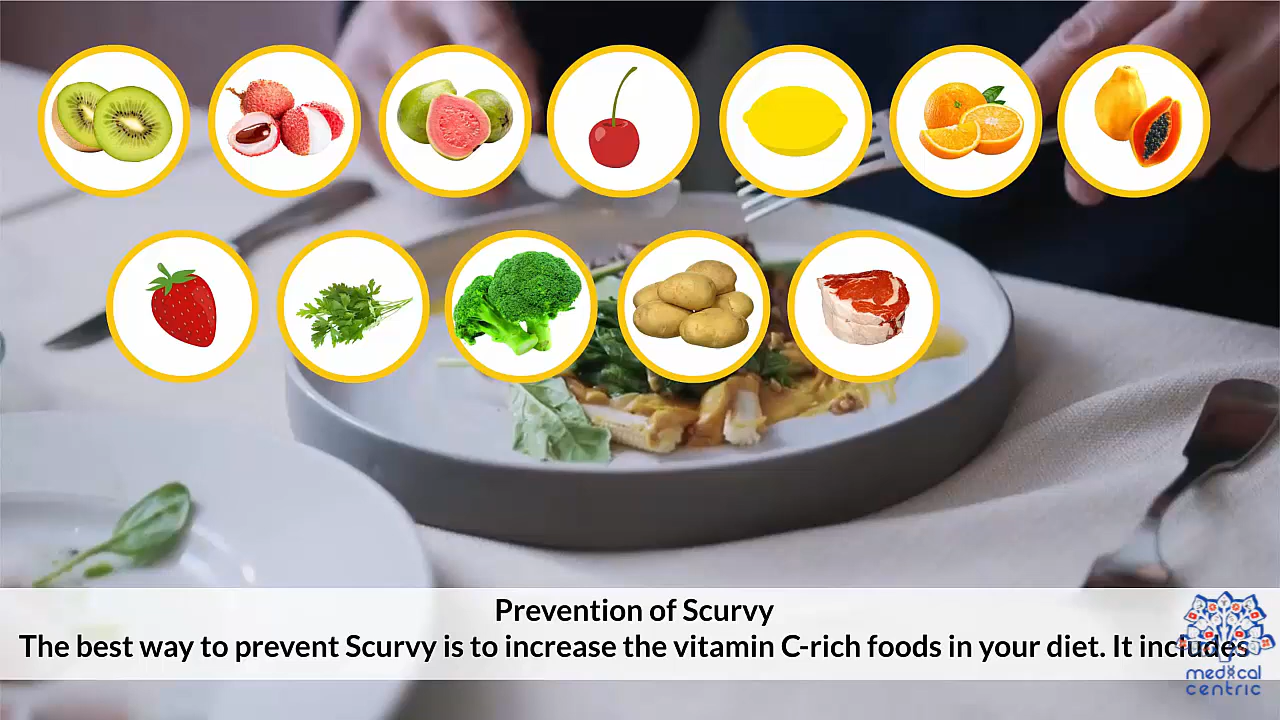 Prevention of Scurvy
The best way to prevent Scurvy is to increase the vitamin C-rich foods in your diet. It includes
medical
centric